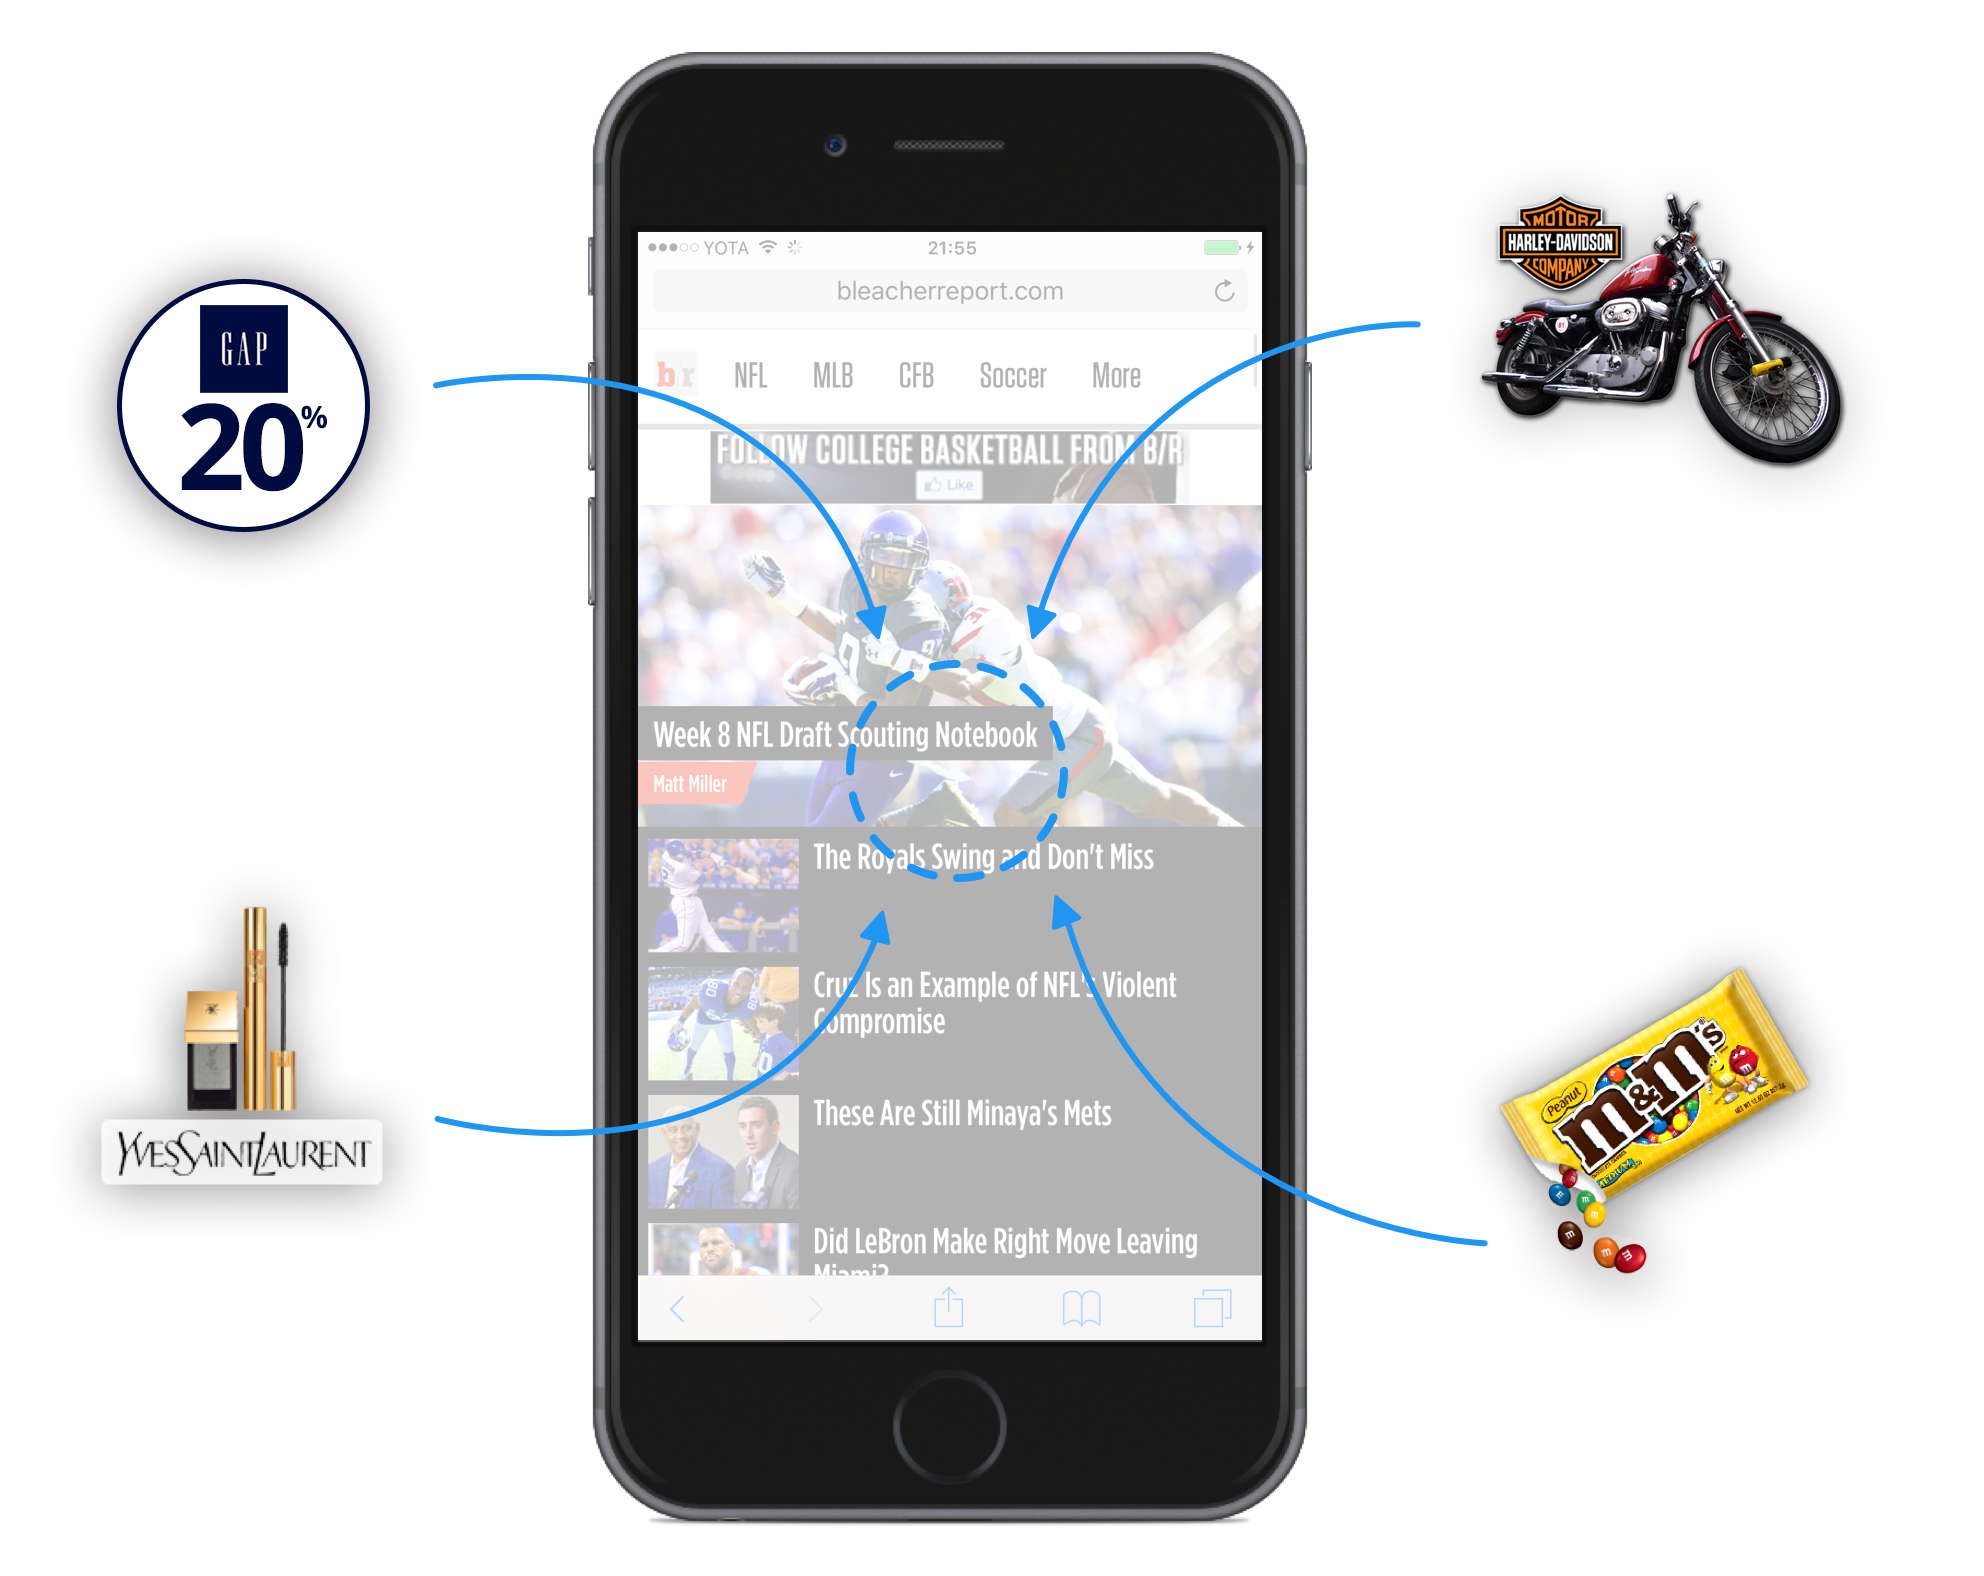 YOTA
21:55
bleacherreport.com
br
NFL
MLB
CFB
Soccer
More
FOLLOW COLLEGE BASKETBALL FROM B/R
Like
Week 8 NFL Draft Scouting Notebook
Matt Miller
The Royals Swing and Don't Miss
Cruz Is an Example of NFL's Violent
Compromise
These Are Still Minaya's Mets
Did LeBron Make Right Move Leaving
Miami?
GAP
20%
YVESSAINTLAURENT
MOTOR
HARLEY-DAVIDSON
COMPANY
81
Peanut
m&m's